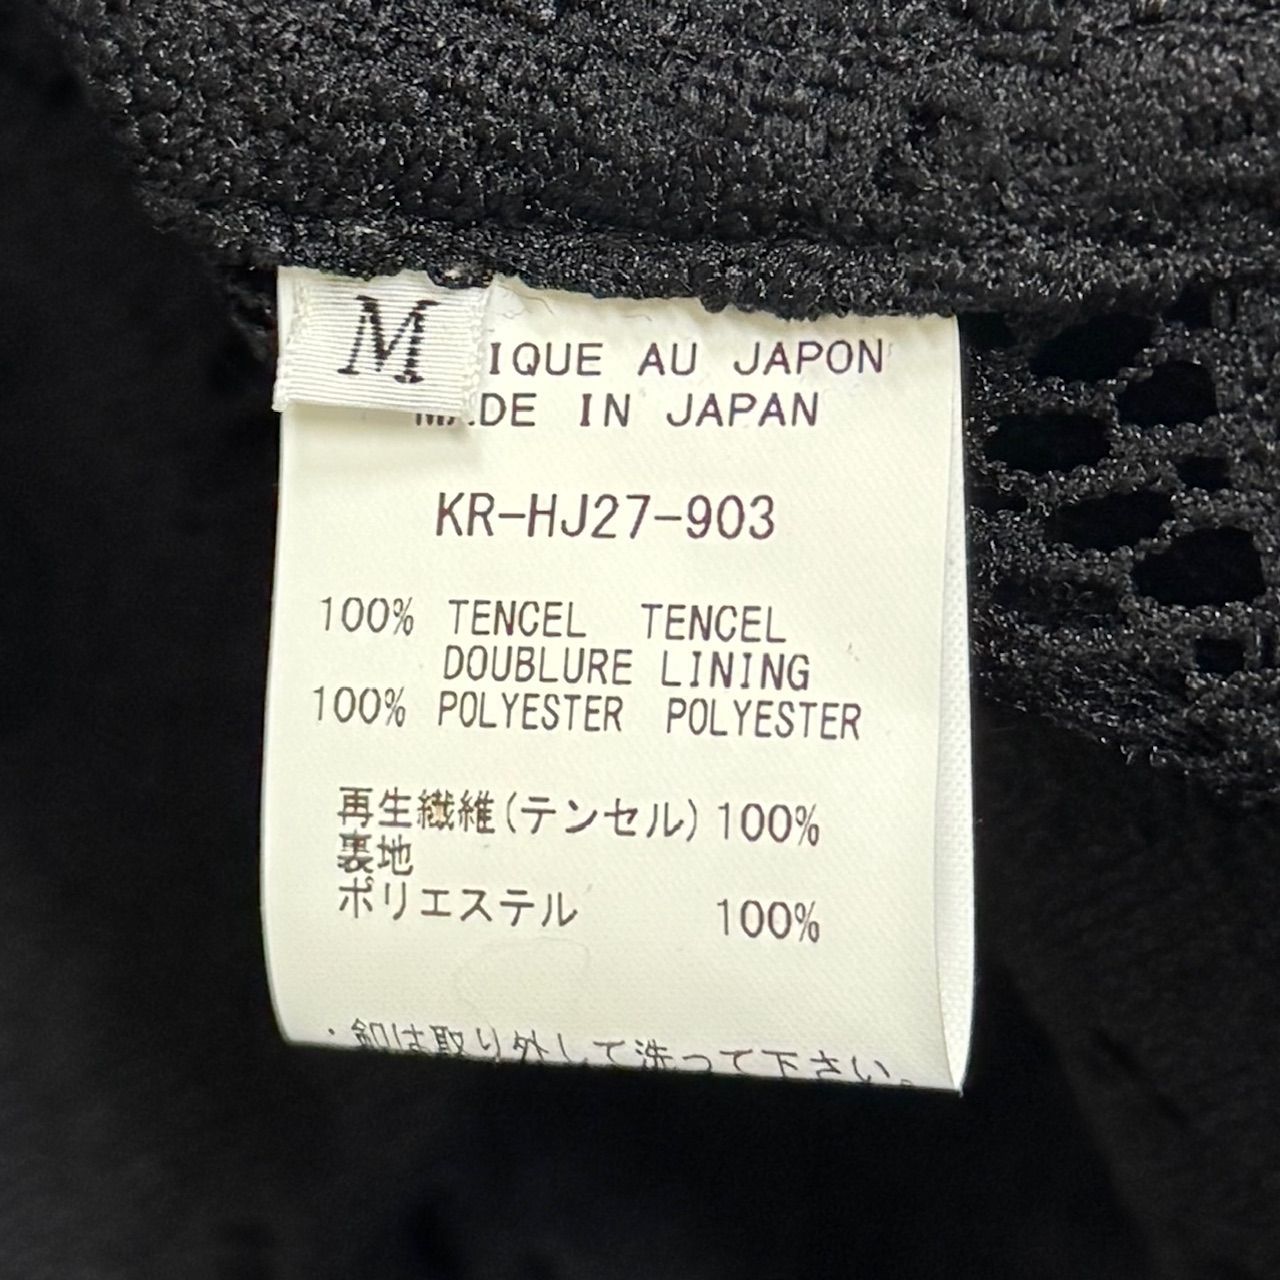 M
IQUE AU JAPON
MADE IN JAPAN
KR-HJ27-903
100% TENCEL TENCEL
DOUBLURE LINING
100% POLYESTER POLYESTER
再生繊維(テンセル) 100%
裏地
ポリエステル 100%
・釦は取り外して洗って下さい。